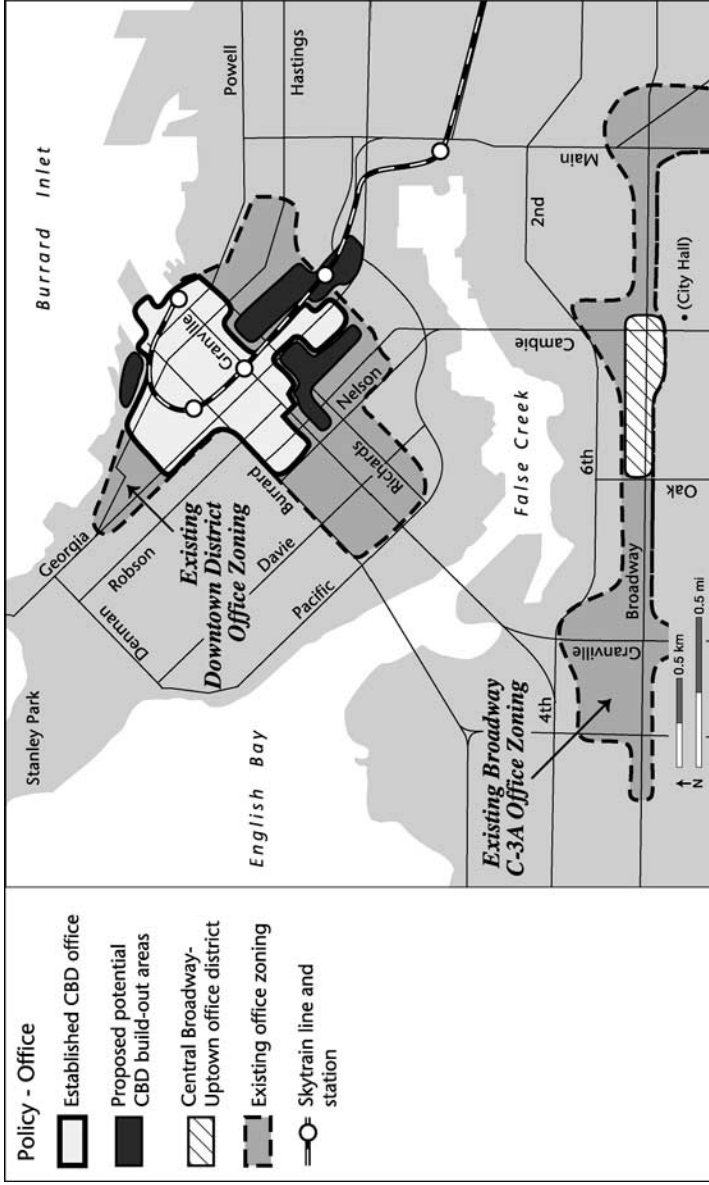 Policy - Office
Established CBD office
Proposed potential
CBD build-out areas
Central Broadway-
Uptown office district
Existing office zoning
Skytrain line and
station
Stanley Park
Burrard Inlet
English Bay
False Creek
Georgia
Denman
Robson
Davie
Pacific
Burrard
Richards
Nelson
Granville
Powell
Hastings
Existing
Downtown District
Office Zoning
Existing Broadway
C-3A Office Zoning
4th
6th
2nd
Main
Cambie
(City Hall)
Oak
Granville
Broadway
N
0.5 km
0.5 mi